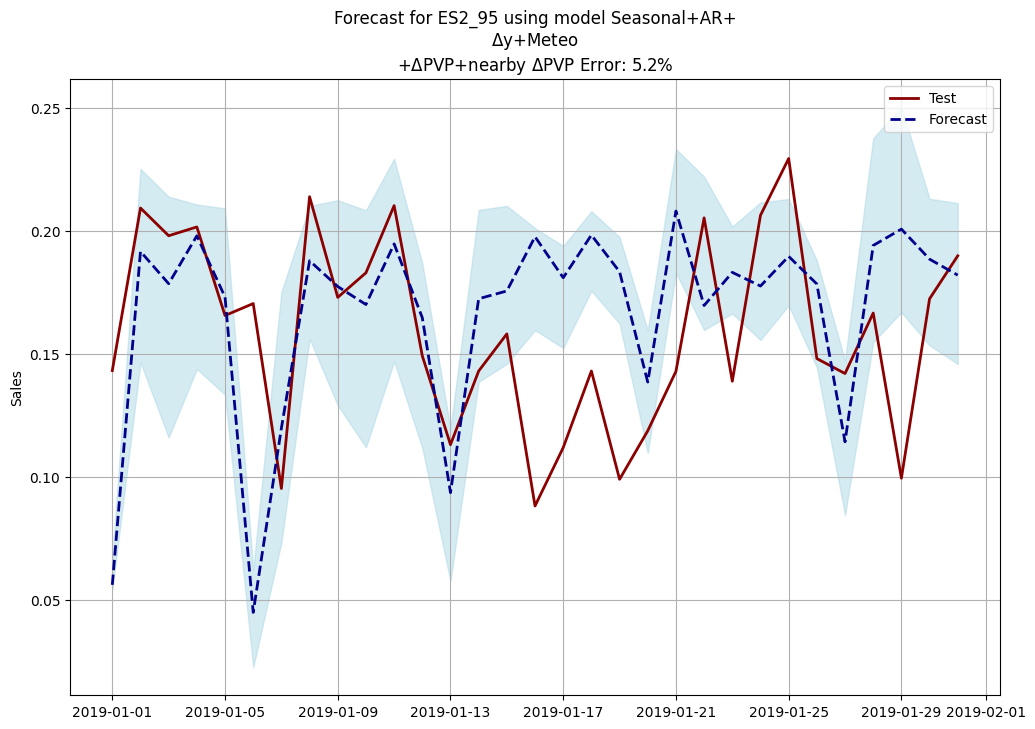 Forecast for ES2_95 using model Seasonal+AR+
Δy+Meteo
+ΔPVP+nearby ΔPVP Error: 5.2%
Test
Forecast
Sales
0.25
0.20
0.15
0.10
0.05
2019-01-01 2019-01-05 2019-01-09 2019-01-13 2019-01-17 2019-01-21 2019-01-25 2019-01-29 2019-02-01